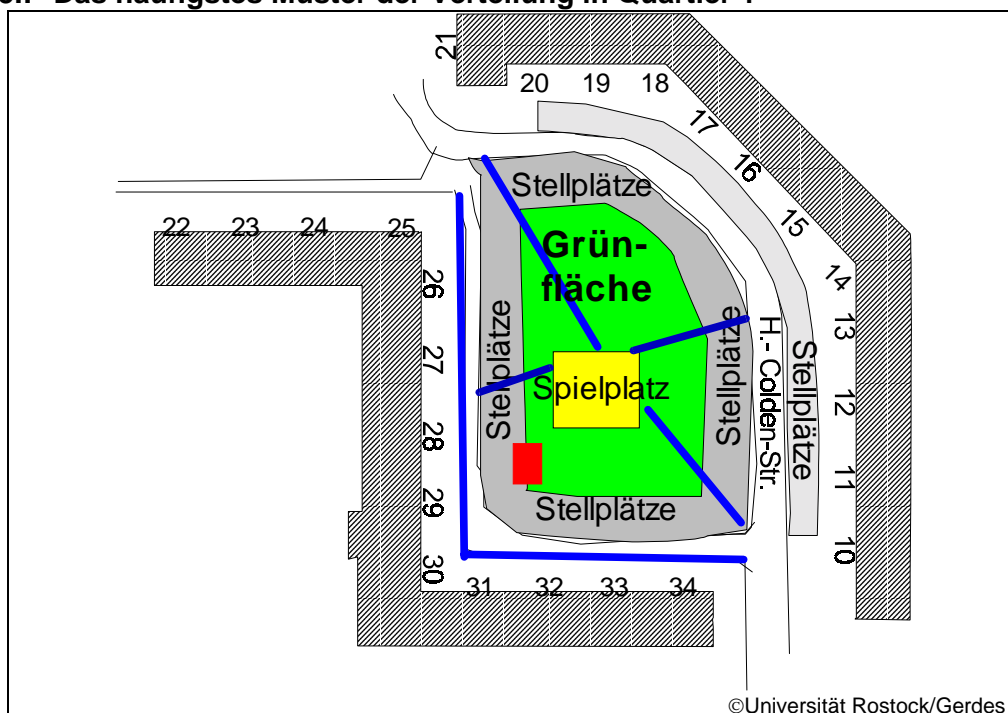 Das häufigstes Muster der Verteilung in Quartier 1
21
20 19 18
17
16
15
14
13
12
11
10
Stellplätze
22 23 24 25
Grün-
fläche
26
27
28
29
30
Stellplätze
Spielplatz
Stellplätze
H.- Colden-Str.
Stellplätze
Stellplätze
31 32 33 34
©Universität Rostock/Gerdes